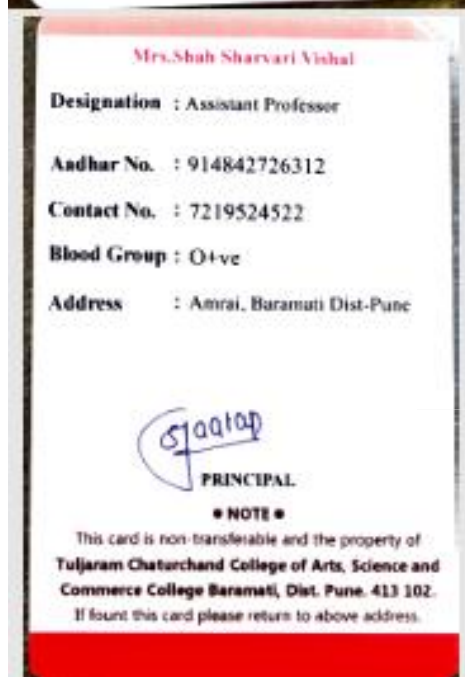 Mrs.Shah Sharvari Vishal
Designation : Assistant Professor
Aadhar No. : 914842726312
Contact No. : 7219524522
Blood Group : O+ve
Address : Amrai, Baramati Dist-Pune
PRINCIPAL
● NOTE ●
This card is non-transferable and the property of
Tuljaram Chaturchand College of Arts, Science and
Commerce College Baramati, Dist. Pune. 413 102.
If fount this card please return to above address.